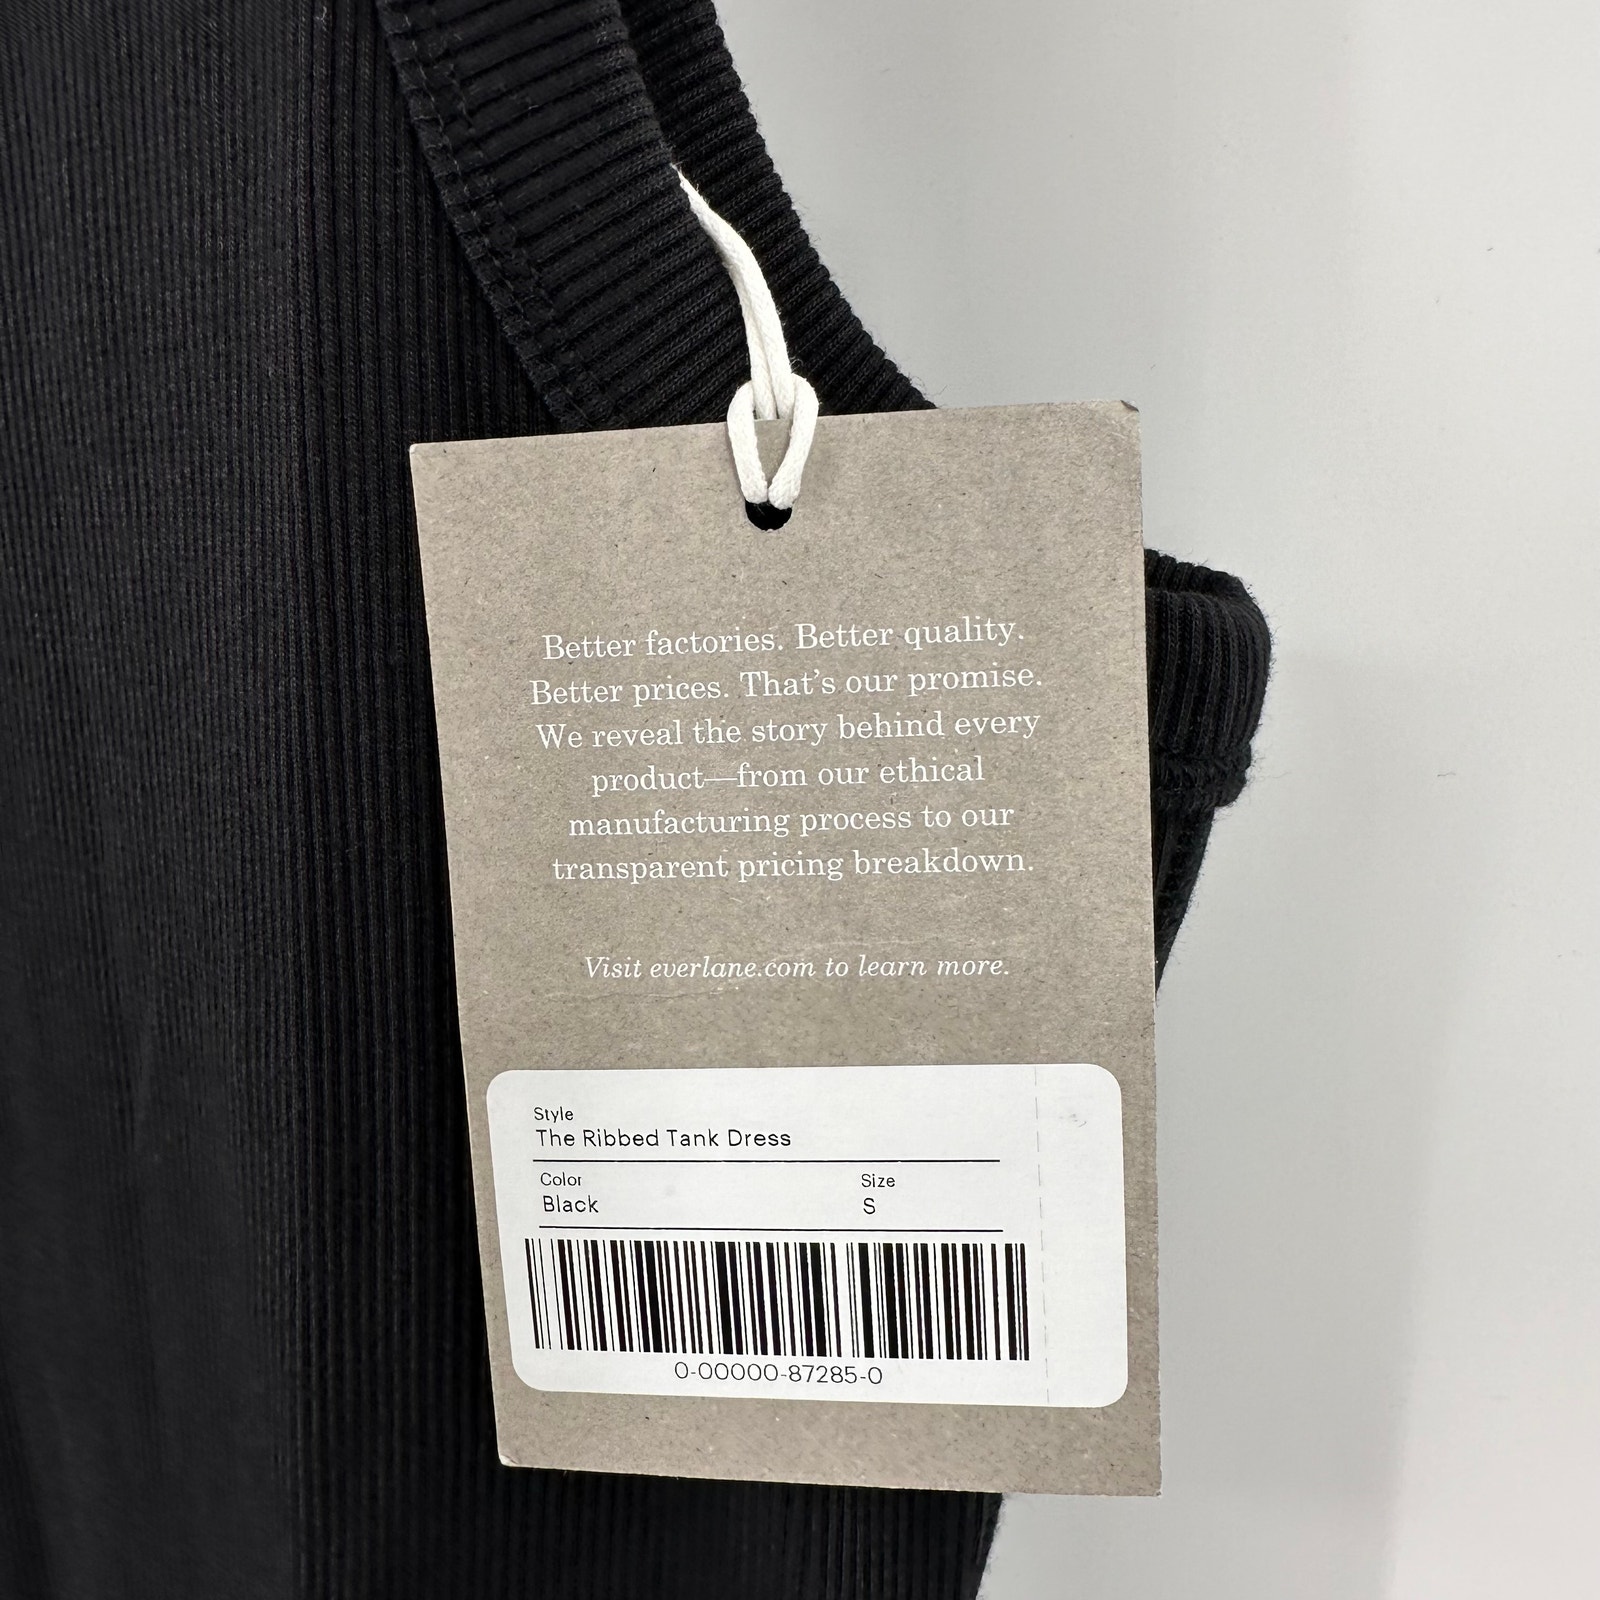 Better factories. Better quality.
Better prices. That's our promise.
We reveal the story behind every
product—from our ethical
manufacturing process to our
transparent pricing breakdown.
Visit everlane.com to learn more.
Style
The Ribbed Tank Dress
Color Size
Black S
0-00000-87285-0